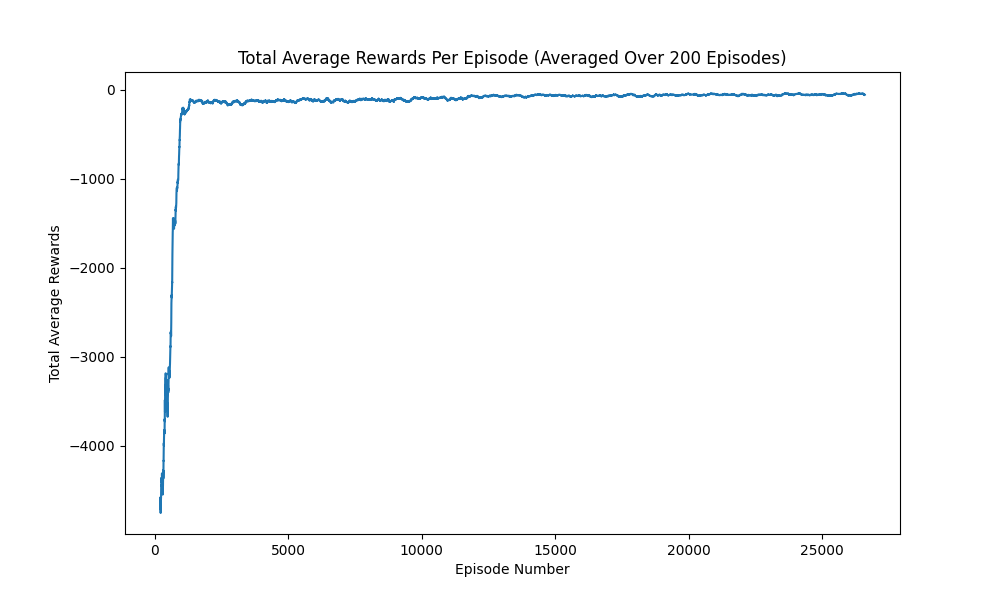 Total Average Rewards Per Episode (Averaged Over 200 Episodes)
Total Average Rewards
0
−1000
−2000
−3000
−4000
0 5000 10000 15000 20000 25000
Episode Number